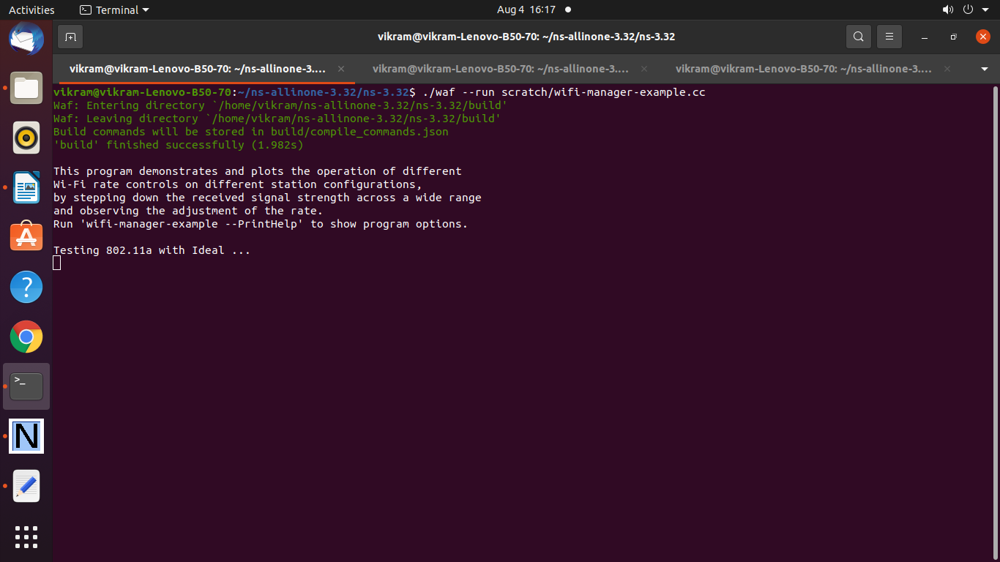 Activities
Terminal
Aug 4 16:17
vikram@vikram-Lenovo-B50-70: ~/ns-allinone-3.32/ns-3.32
vikram@vikram-Lenovo-B50-70: ~/ns-allinone-3.…
vikram@vikram-Lenovo-B50-70: ~/ns-allinone-3.…
vikram@vikram-Lenovo-B50-70: ~/ns-allinone-3.…
vikram@vikram-Lenovo-B50-70:~/ns-allinone-3.32/ns-3.32$ ./waf --run scratch/wifi-manager-example.cc
Waf: Entering directory `/home/vikram/ns-allinone-3.32/ns-3.32/build'
Waf: Leaving directory `/home/vikram/ns-allinone-3.32/ns-3.32/build'
Build commands will be stored in build/compile_commands.json
'build' finished successfully (1.982s)
This program demonstrates and plots the operation of different
Wi-Fi rate controls on different station configurations,
by stepping down the received signal strength across a wide range
and observing the adjustment of the rate.
Run 'wifi-manager-example --PrintHelp' to show program options.
Testing 802.11a with Ideal ...
?
>_
N